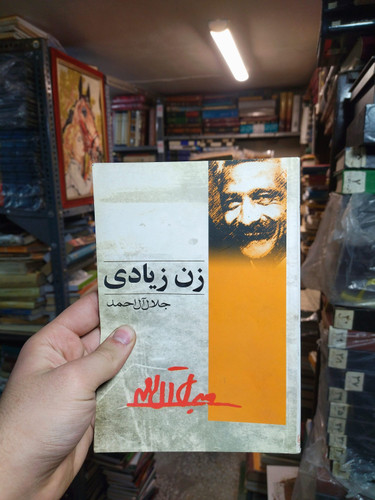 زن زیادی
جلال آل احمد